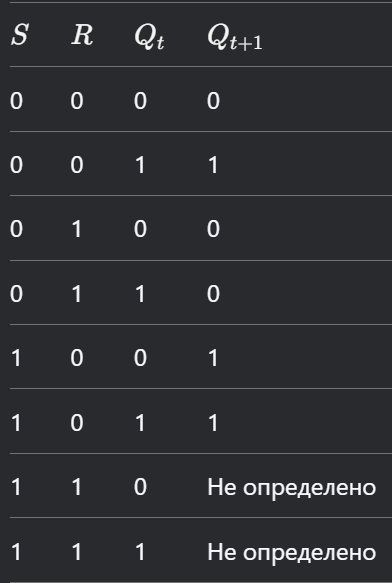 S R Q_t Q_{t+1}
0 0 0 0
0 0 1 1
0 1 0 0
0 1 1 0
1 0 0 1
1 0 1 1
1 1 0 Не определено
1 1 1 Не определено